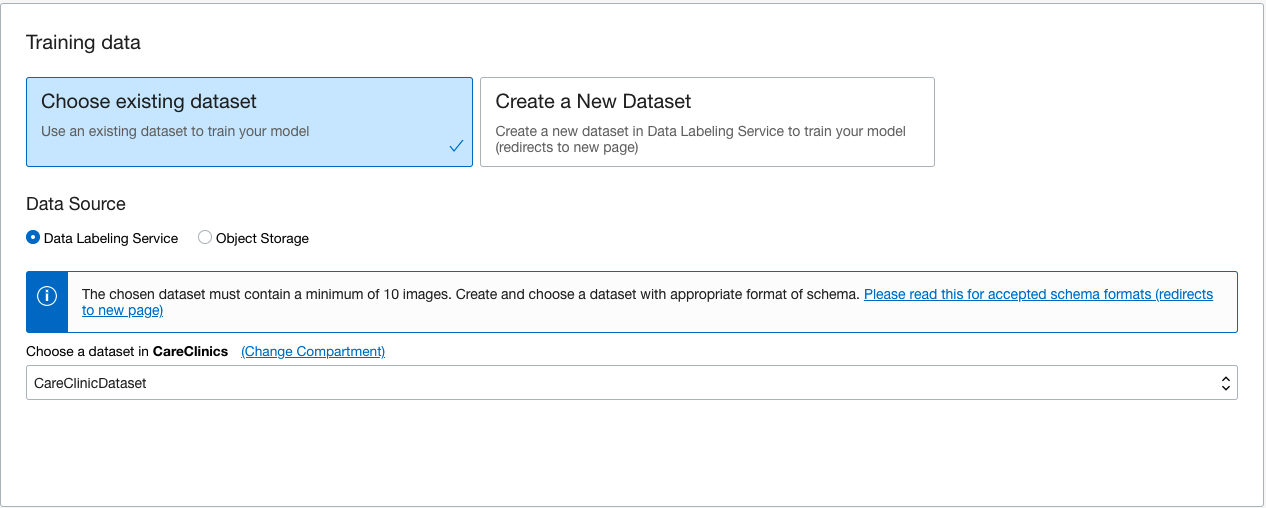 Training data
Choose existing dataset
Use an existing dataset to train your model
Create a New Dataset
Create a new dataset in Data Labeling Service to train your model
(redirects to new page)
Data Source
Data Labeling Service
Object Storage
The chosen dataset must contain a minimum of 10 images. Create and choose a dataset with appropriate format of schema. Please read this for accepted schema formats (redirects
to new page)
Choose a dataset in CareClinics (Change Compartment)
CareClinicDataset